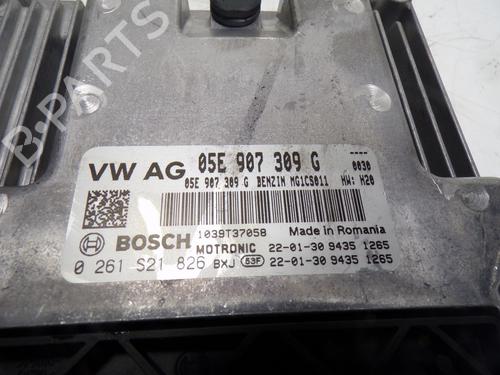 B-Parts
VW AG 05E 907 309 G ----
0030
05E 907 309 G BENZIN MG1CS011 HW: H20
1039T37058 Made in Romania
BOSCH MOTRONIC 22-01-30 9435 1265
0 261 S21 826 BXJ 53F 22-01-30 9435 1265